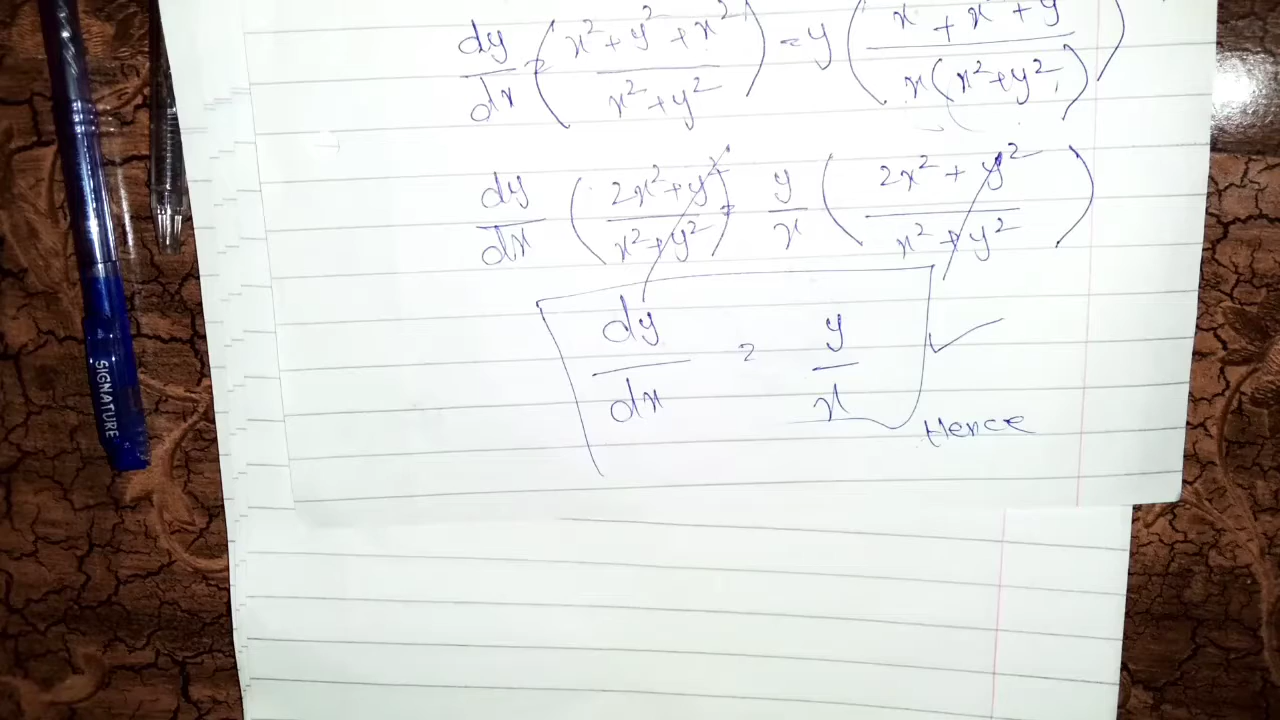 dy/dx (x²+y²+x² / x²+y²) = y (x² + x² + y² / x(x²+y²))
dy/dx (2x²+y² / x²+y²) = y/x (2x² + y² / x² + y²)
dy/dx = y/x
Hence
SIGNATURE